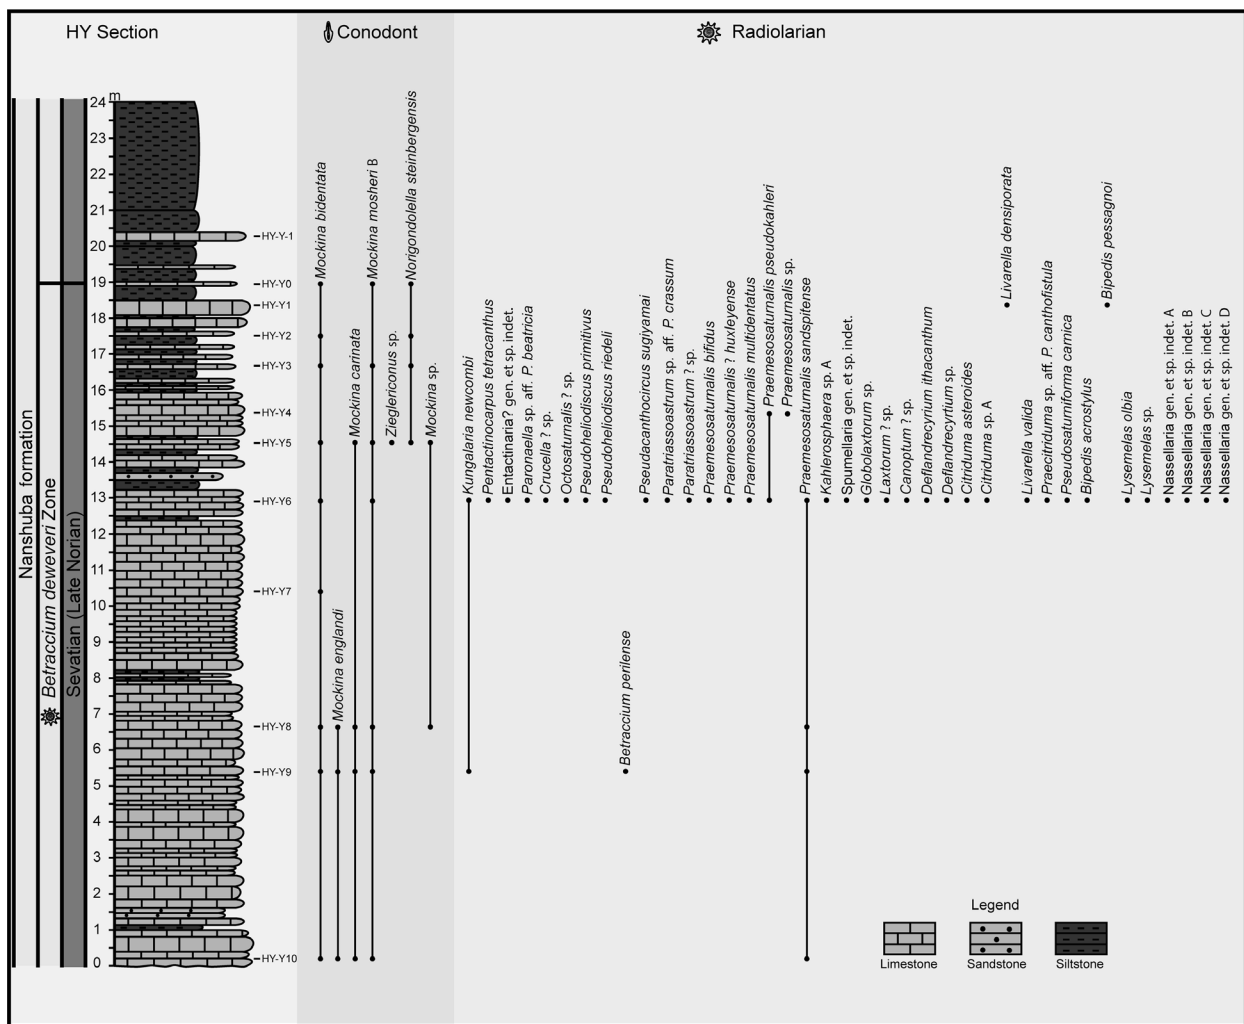 HY Section
Conodont
Radiolarian
Nanshuba formation
Betraccium deweveri Zone
Sevatian (Late Norian)
m
24
23
22
21
20
19
18
17
16
15
14
13
12
11
10
9
8
7
6
5
4
3
2
1
0
HY-Y-1
HY-Y0
HY-Y1
HY-Y2
HY-Y3
HY-Y4
HY-Y5
HY-Y6
HY-Y7
HY-Y8
HY-Y9
HY-Y10
Mockina bidentata
Mockina englandi
Mockina carinata
Mockina mosheri B
Zieglericonus sp.
Norigondolella steinbergensis
Mockina sp.
Kungalaria newcombi
Pentactinocarpus tetracanthus
Entactinaria? gen. et sp. indet.
Paronaella sp. aff. P. beatricia
Crucella ? sp.
Octosaturnalis ? sp.
Pseudoheliodiscus primitivus
Pseudoheliodiscus riedeli
Betraccium perilense
Pseudacanthocircus sugiyamai
Paratriassoastrum sp. aff. P. crassum
Paratriassoastrum ? sp.
Praemesosaturnalis bifidus
Praemesosaturnalis ? huxleyense
Praemesosaturnalis multidentatus
Praemesosaturnalis pseudokahleri
Praemesosaturnalis sp.
Praemesosaturnalis sandspitense
Kahlerosphaera sp. A
Spumellaria gen. et sp. indet.
Globolaxtorum sp.
Laxtorum ? sp.
Canoptum ? sp.
Deflandrecyrium ithacanthum
Deflandrecyrtium sp.
Citriduma asteroides
Citriduma sp. A
Livarella densiporata
Livarella valida
Praecitriduma sp. aff. P. canthofistula
Pseudosaturniforma carnica
Bipedis acrostylus
Bipedis pessagnoi
Lysemelas olbia
Lysemelas sp.
Nassellaria gen. et sp. indet. A
Nassellaria gen. et sp. indet. B
Nassellaria gen. et sp. indet. C
Nassellaria gen. et sp. indet. D
Legend
Limestone
Sandstone
Siltstone